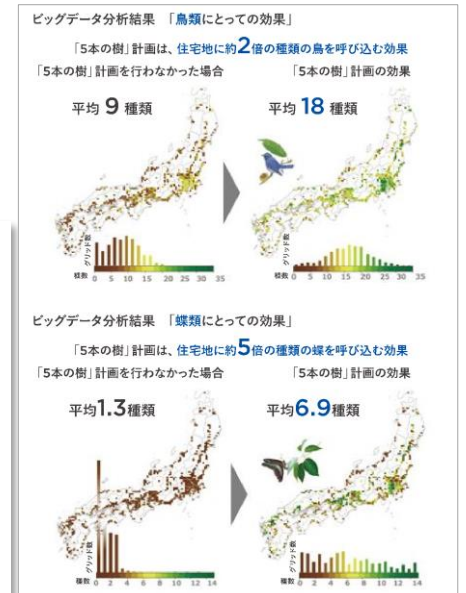 ビッグデータ分析結果 「鳥類にとっての効果」
「5本の樹」計画は、住宅地に約2倍の種類の鳥を呼び込む効果
「5本の樹」計画を行わなかった場合
「5本の樹」計画の効果
平均 9 種類
平均 18 種類
グリッド数
種数 0 5 10 15 20 25 30 35
グリッド数
種数 0 5 10 15 20 25 30 35
ビッグデータ分析結果 「蝶類にとっての効果」
「5本の樹」計画は、住宅地に約5倍の種類の蝶を呼び込む効果
「5本の樹」計画を行わなかった場合
「5本の樹」計画の効果
平均1.3種類
平均6.9種類
グリッド数
種数 0 2 4 6 8 10 12 14
グリッド数
種数 0 2 4 6 8 10 12 14